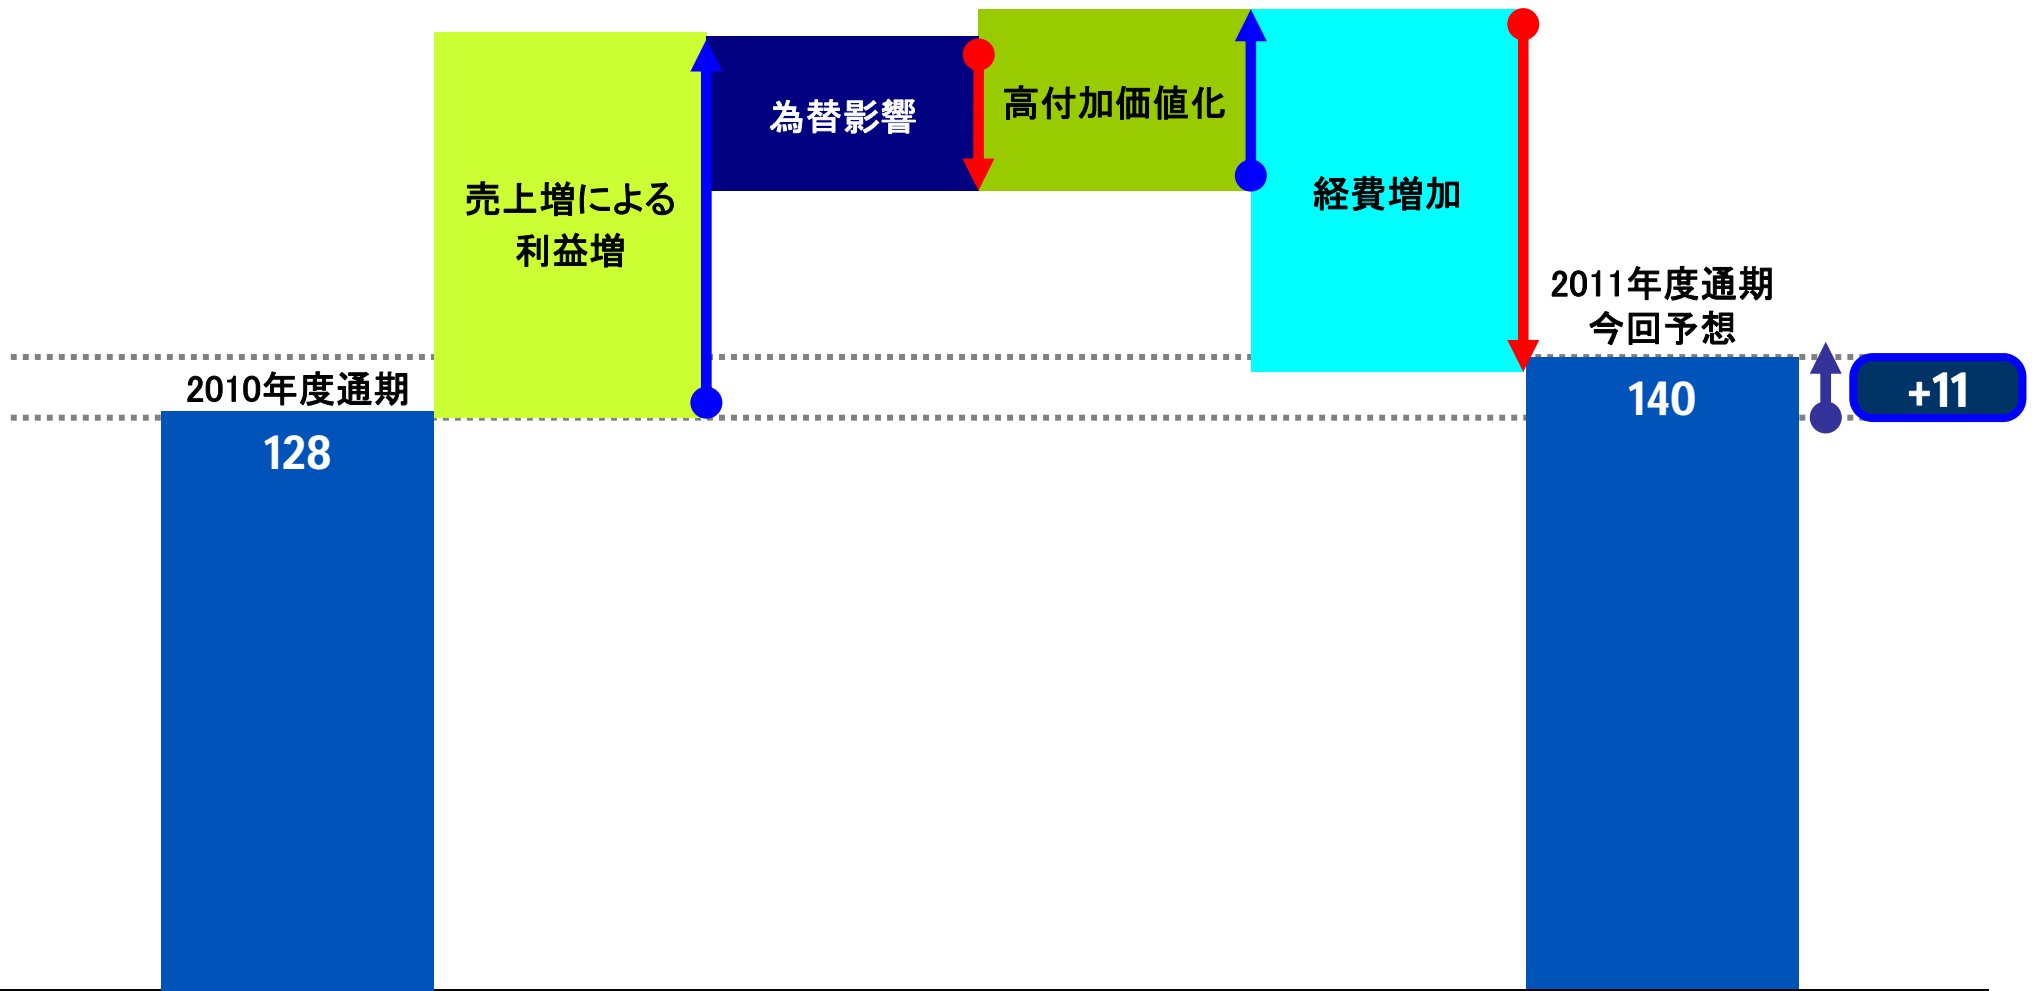 2010年度通期
128
売上増による
利益増
為替影響
高付加価値化
経費増加
2011年度通期
今回予想
140
+11